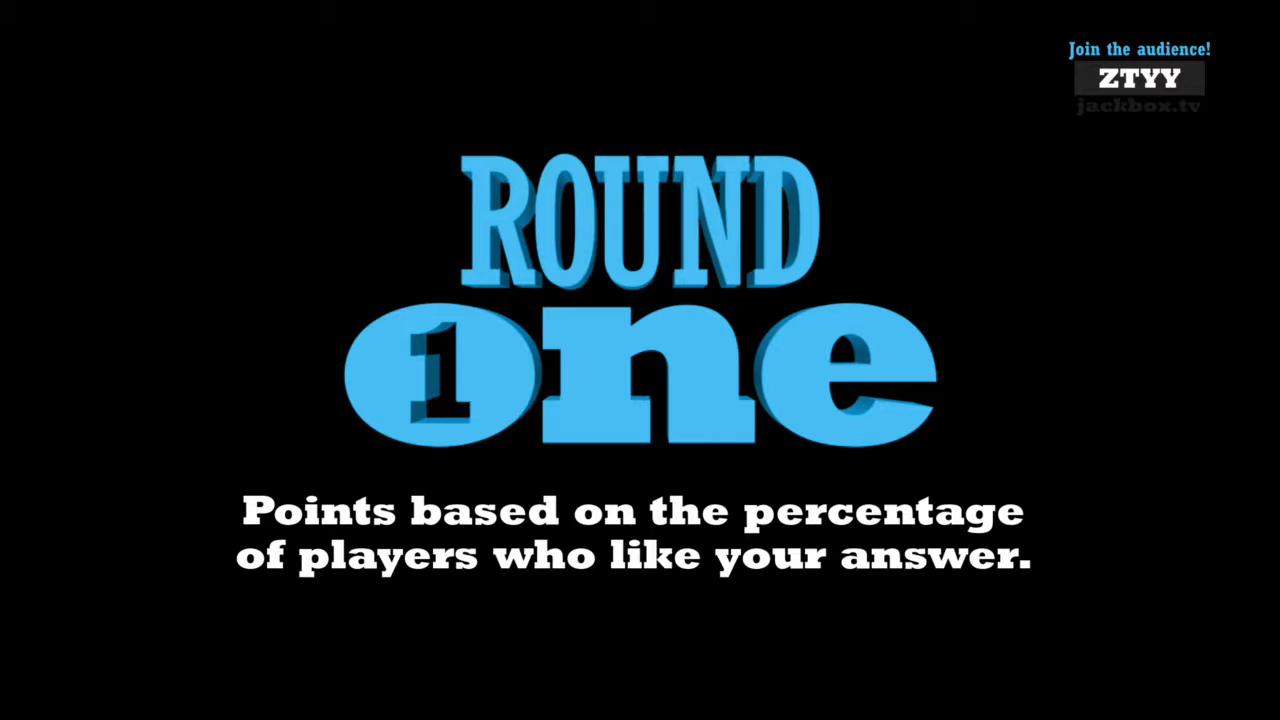 Join the audience!
ZTYY
jackbox.tv
ROUND
One
1
Points based on the percentage
of players who like your answer.